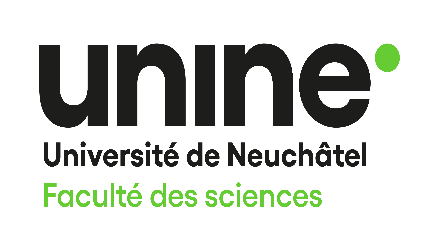 unine
Université de Neuchâtel
Faculté des sciences